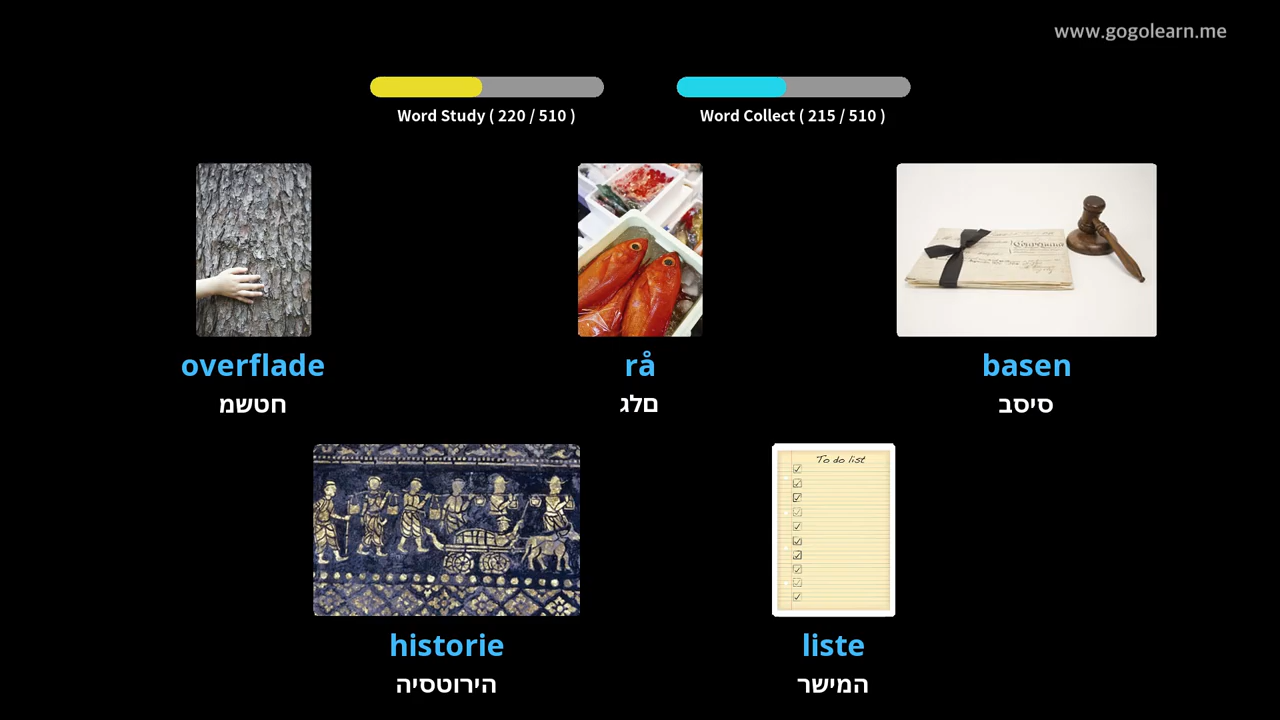 www.gogolearn.me
Word Study ( 220 / 510 )
Word Collect ( 215 / 510 )
overflade
חטשמ
rå
םלג
basen
סיסב
To do list
historie
הירוטסיה
liste
המישר